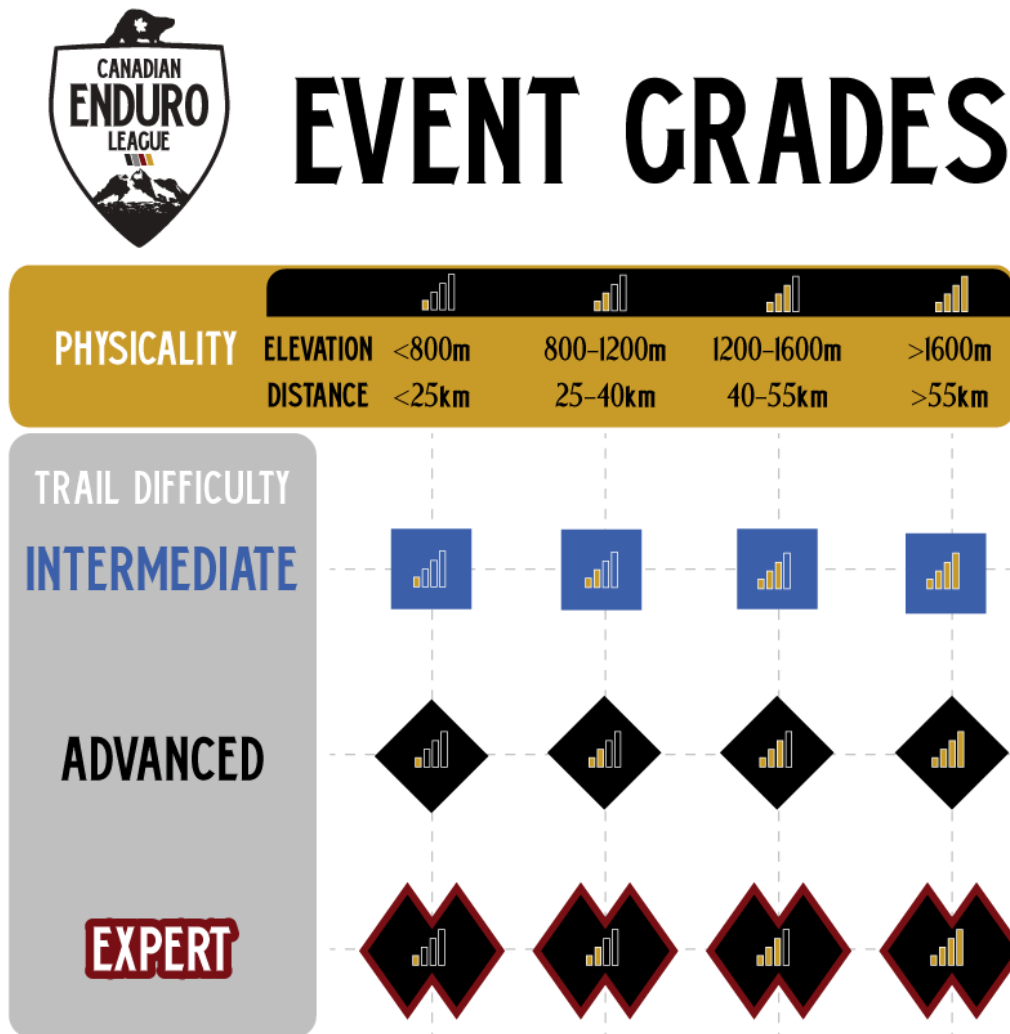 CANADIAN
ENDURO
LEAGUE
EVENT GRADES
PHYSICALITY
ELEVATION <800m 800-1200m 1200-1600m >1600m
DISTANCE <25km 25-40km 40-55km >55km
TRAIL DIFFICULTY
INTERMEDIATE
ADVANCED
EXPERT